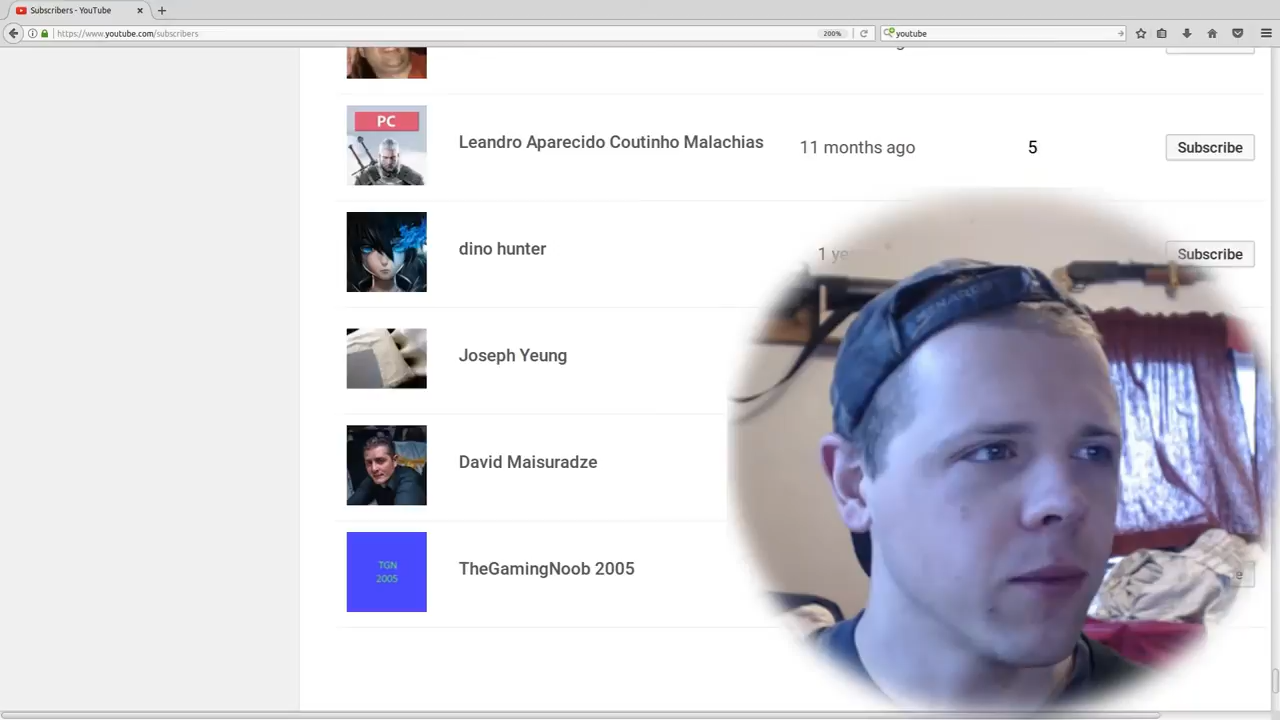 Subscribers - YouTube
https://www.youtube.com/subscribers
200%
youtube
PC
Leandro Aparecido Coutinho Malachias
11 months ago
5
Subscribe
dino hunter
Subscribe
Joseph Yeung
David Maisuradze
TGN
2005
TheGamingNoob 2005